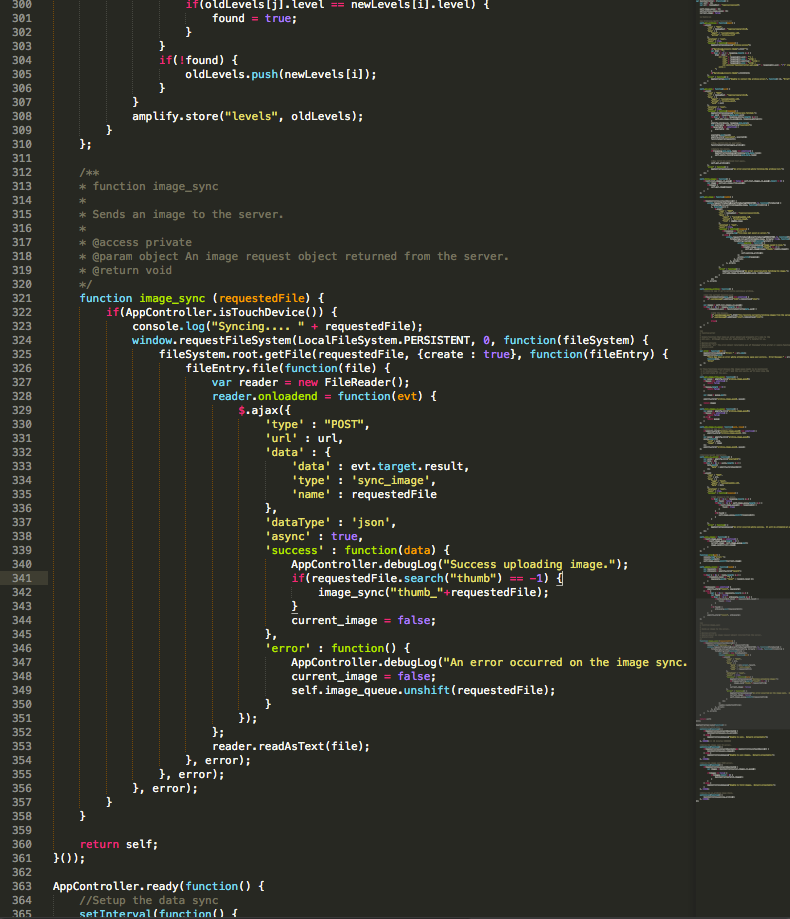 300 if(oldLevels[j].level == newLevels[i].level) {
301 found = true;
302 }
303 }
304 if(!found) {
305 oldLevels.push(newLevels[i]);
306 }
307 }
308 amplify.store("levels", oldLevels);
309 }
310 };
311
312 /**
313 * function image_sync
314 *
315 * Sends an image to the server.
316 *
317 * @access private
318 * @param object An image request object returned from the server.
319 * @return void
320 */
321 function image_sync (requestedFile) {
322 if(AppController.isTouchDevice()) {
323 console.log("Syncing.... " + requestedFile);
324 window.requestFileSystem(LocalFileSystem.PERSISTENT, 0, function(fileSystem) {
325 fileSystem.root.getFile(requestedFile, {create : true}, function(fileEntry) {
326 fileEntry.file(function(file) {
327 var reader = new FileReader();
328 reader.onloadend = function(evt) {
329 $.ajax({
330 'type' : "POST",
331 'url' : url,
332 'data' : {
333 'data' : evt.target.result,
334 'type' : 'sync_image',
335 'name' : requestedFile
336 },
337 'dataType' : 'json',
338 'async' : true,
339 'success' : function(data) {
340 AppController.debugLog("Success uploading image.");
341 if(requestedFile.search("thumb") == -1) {
342 image_sync("thumb_"+requestedFile);
343 }
344 current_image = false;
345 },
346 'error' : function() {
347 AppController.debugLog("An error occurred on the image sync.
348 current_image = false;
349 self.image_queue.unshift(requestedFile);
350 }
351 });
352 };
353 reader.readAsText(file);
354 }, error);
355 }, error);
356 }, error);
357 }
358 }
359
360 return self;
361 }());
362
363 AppController.ready(function() {
364 //Setup the data sync
365 setInterval(function() {